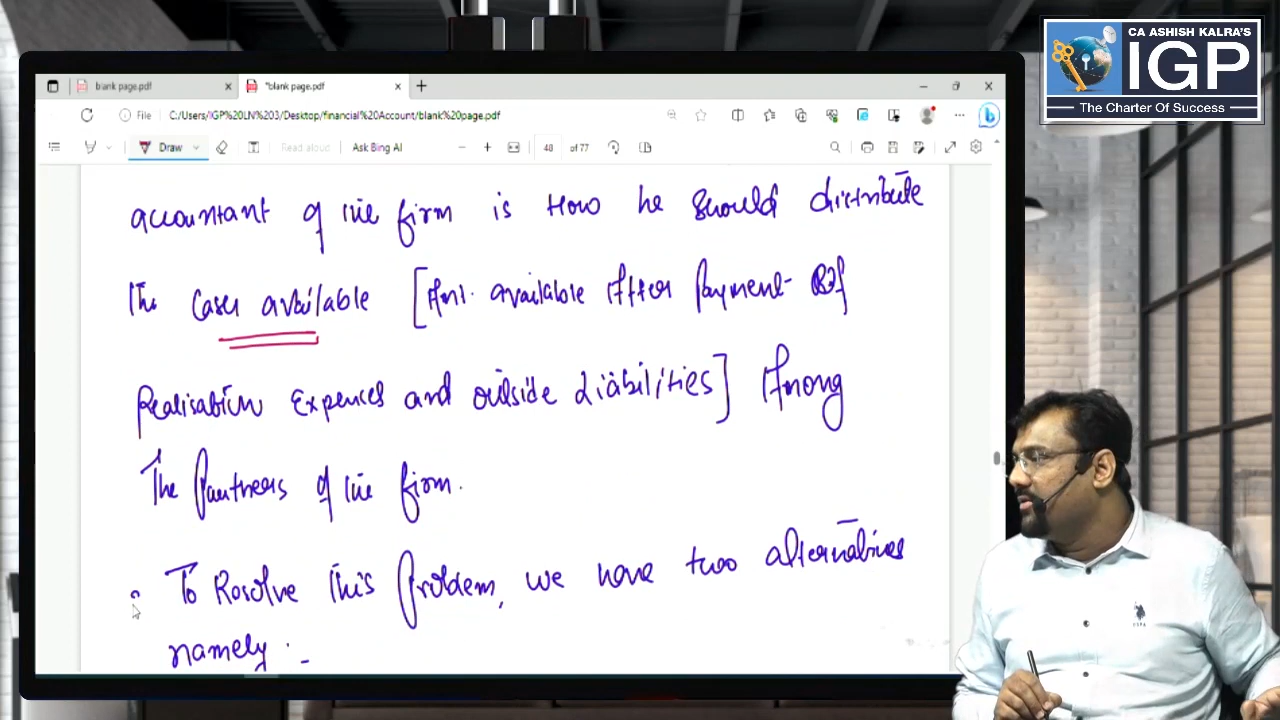 CA ASHISH KALRA'S
IGP
The Charter Of Success
blank page.pdf
*blank page.pdf
File
C:/Users/IGP%20LN%203/Desktop/financial%20Account/blank%20page.pdf
Draw
Read aloud
Ask Bing AI
48 of 77
accountant of the firm is How he should distribute
The Cash available [Amt. available After Payment Of
Realisation Expences and outside Liabilities] Among
The Partners of the firm.
To Resolve This Problem, we have two alternatives
namely :-